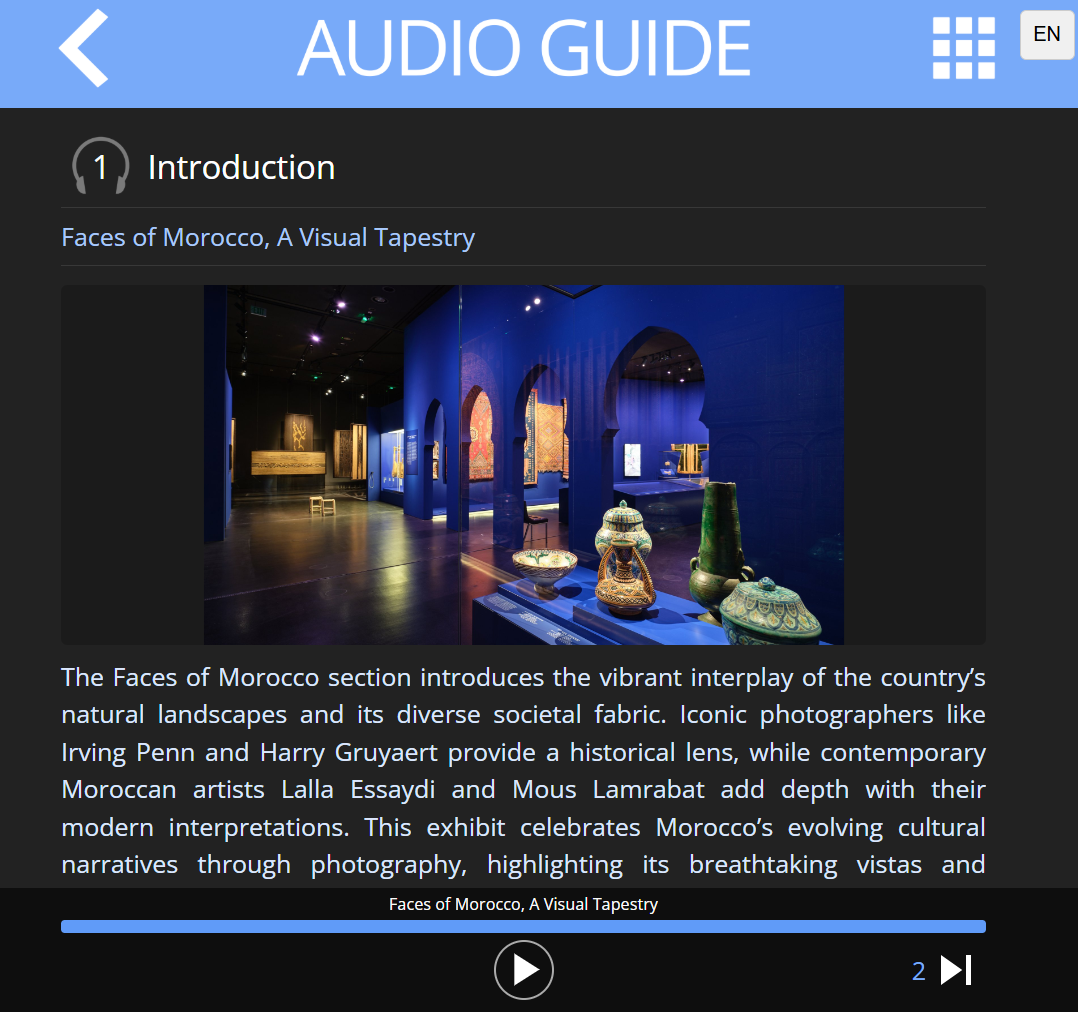 AUDIO GUIDE
EN
1 Introduction
Faces of Morocco, A Visual Tapestry
The Faces of Morocco section introduces the vibrant interplay of the country’s
natural landscapes and its diverse societal fabric. Iconic photographers like
Irving Penn and Harry Gruyaert provide a historical lens, while contemporary
Moroccan artists Lalla Essaydi and Mous Lamrabat add depth with their
modern interpretations. This exhibit celebrates Morocco’s evolving cultural
narratives through photography, highlighting its breathtaking vistas and
Faces of Morocco, A Visual Tapestry
2